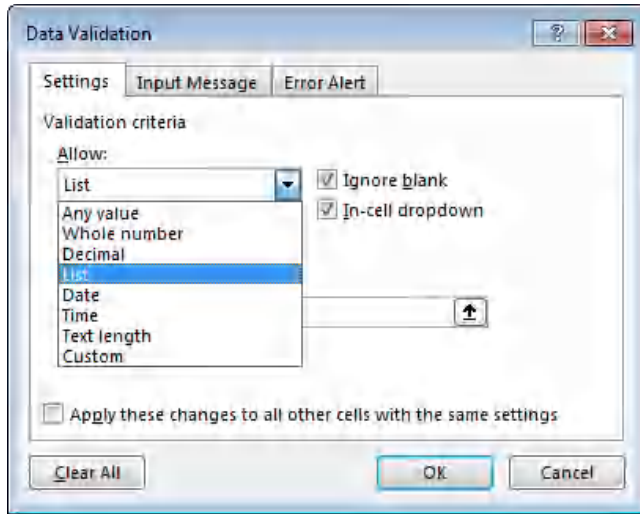 Data Validation
Settings Input Message Error Alert
Validation criteria
Allow:
List
Ignore blank
In-cell dropdown
Any value
Whole number
Decimal
List
Date
Time
Text length
Custom
Apply these changes to all other cells with the same settings
Clear All OK Cancel